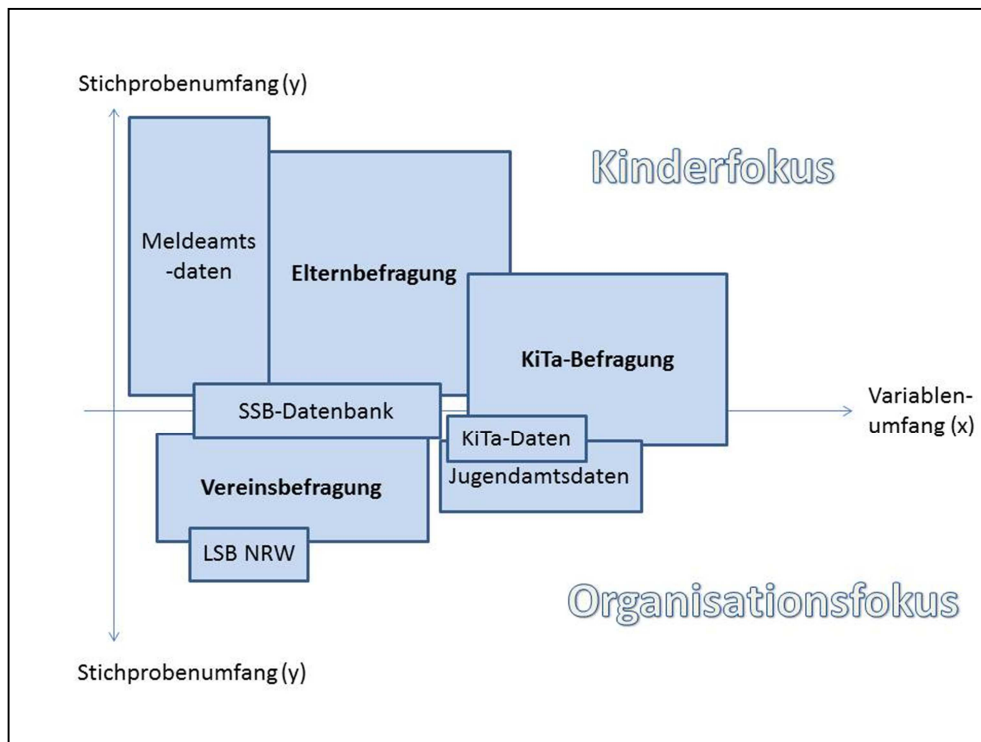 Stichprobenumfang (y)
Kinderfokus
Meldeamts
-daten
Elternbefragung
KiTa-Befragung
SSB-Datenbank
Variablen-
umfang (x)
KiTa-Daten
Jugendamtsdaten
Vereinsbefragung
LSB NRW
Organisationsfokus
Stichprobenumfang (y)